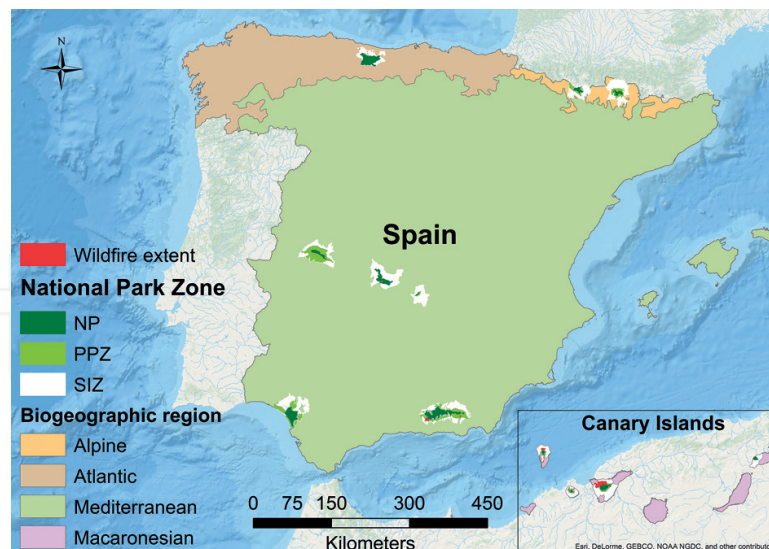 N
Spain
Wildfire extent
National Park Zone
NP
PPZ
SIZ
Biogeographic region
Alpine
Atlantic
Mediterranean
Macaronesian
0 75 150 300 450
Kilometers
Canary Islands
Esri, DeLorme, GEBCO, NOAA NGDC, and other contributo